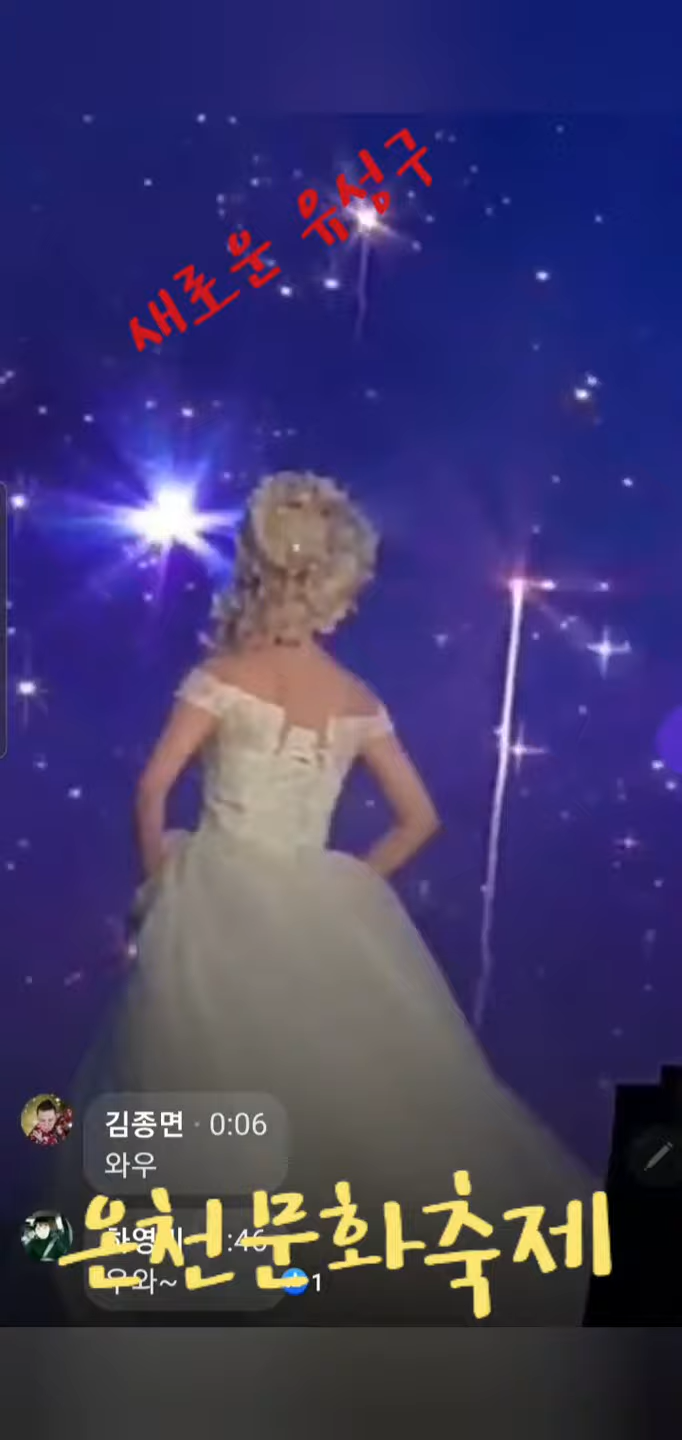 새로운 유성구
김종면 · 0:06
와우
우와~
1
온천문화축제